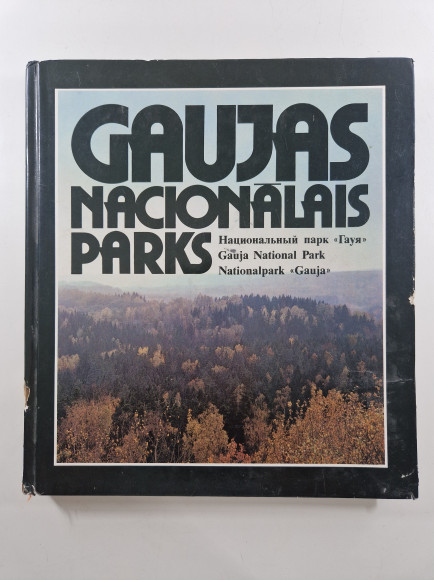 GAUJAS
NACIONĀLAIS
PARKS
Национальный парк «Гауя»
Gauja National Park
Nationalpark «Gauja»